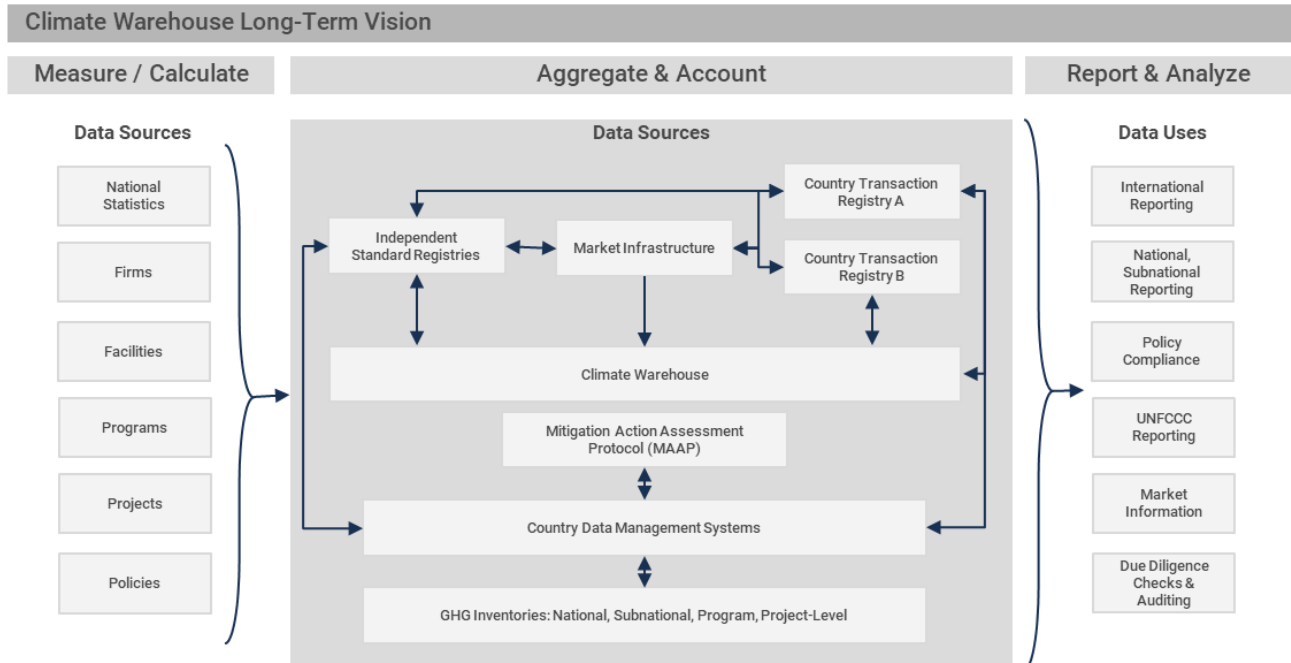 Climate Warehouse Long-Term Vision
Measure / Calculate
Aggregate & Account
Report & Analyze
Data Sources
National
Statistics
Firms
Facilities
Programs
Projects
Policies
Data Sources
Country Transaction
Registry A
Independent
Standard Registries
Market Infrastructure
Country Transaction
Registry B
Climate Warehouse
Mitigation Action Assessment
Protocol (MAAP)
Country Data Management Systems
GHG Inventories: National, Subnational, Program, Project-Level
Data Uses
International
Reporting
National,
Subnational
Reporting
Policy
Compliance
UNFCCC
Reporting
Market
Information
Due Diligence
Checks &
Auditing